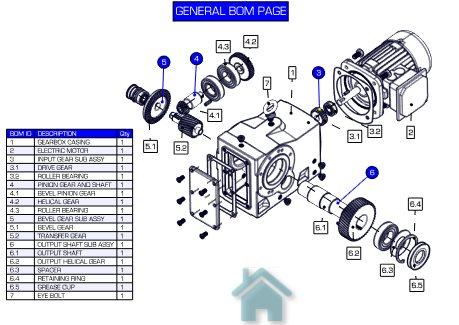 GENERAL BOM PAGE
4.3
4.2
4
5
7
1
3
4.1
5.1
5.2
3.1
3.2
2
BOM ID DESCRIPTION Qty
1 GEARBOX CASING 1
2 ELECTRIC MOTOR 1
3 INPUT GEAR SUB ASSY 1
3.1 DRIVE GEAR 1
3.2 ROLLER BEARING 1
4 PINION GEAR AND SHAFT 1
4.1 BEVEL PINION GEAR 1
4.2 HELICAL GEAR 1
4.3 ROLLER BEARING 1
5 BEVEL GEAR SUB ASSY 1
5.1 BEVEL GEAR 1
5.2 TRANSFER GEAR 1
6 OUTPUT SHAFT SUB ASSY 1
6.1 OUTPUT SHAFT 1
6.2 OUTPUT HELICAL GEAR 1
6.3 SPACER 1
6.4 RETAINING RING 1
6.5 GREASE CUP 1
7 EYE BOLT 1
6
6.1
6.2
6.4
6.3
6.5